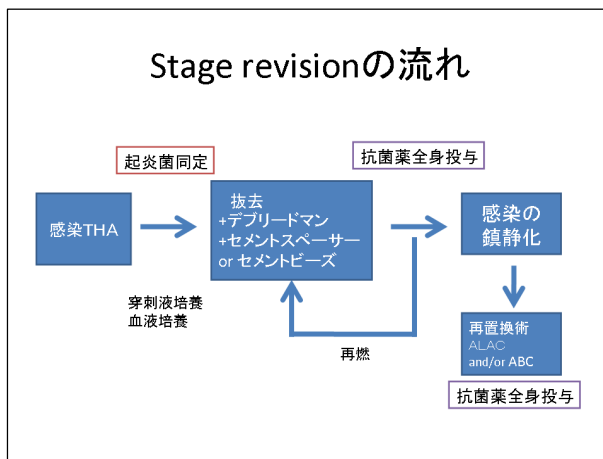 Stage revisionの流れ
起炎菌同定
抗菌薬全身投与
感染THA
抜去
+デブリードマン
+セメントスペーサー
or セメントビーズ
感染の
鎮静化
穿刺液培養
血液培養
再燃
再置換術
ALAC
and/or ABC
抗菌薬全身投与